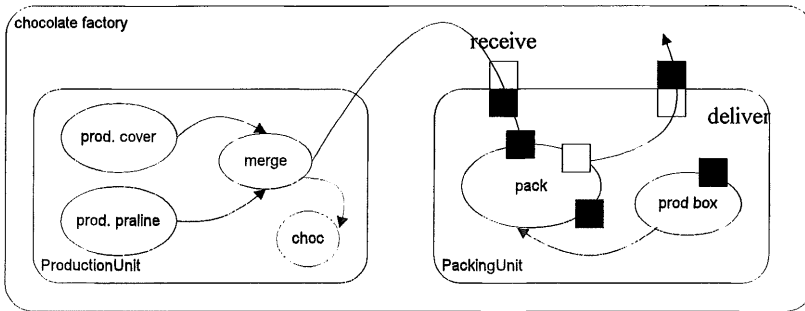 chocolate factory
receive
deliver
prod. cover
merge
pack
prod box
prod. praline
choc
ProductionUnit
PackingUnit